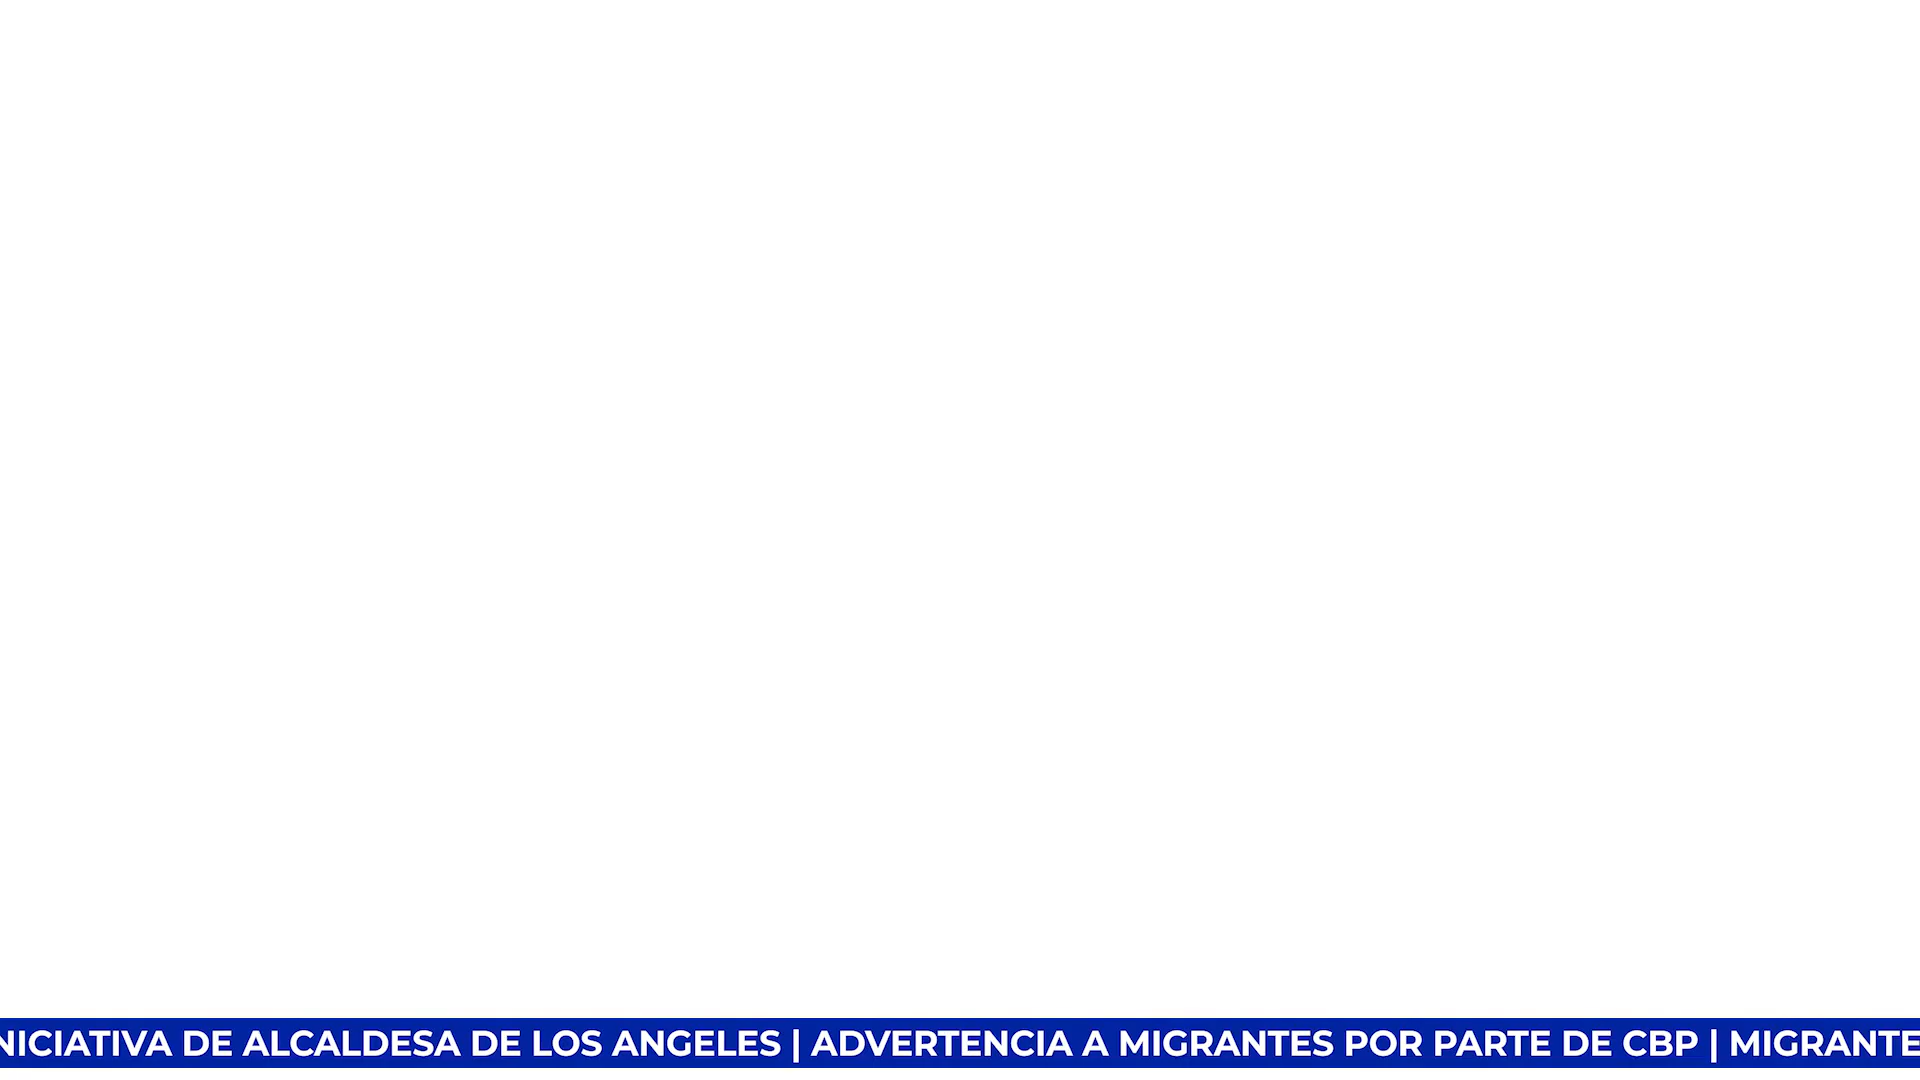 NICIATIVA DE ALCALDESA DE LOS ANGELES | ADVERTENCIA A MIGRANTES POR PARTE DE CBP | MIGRANTE